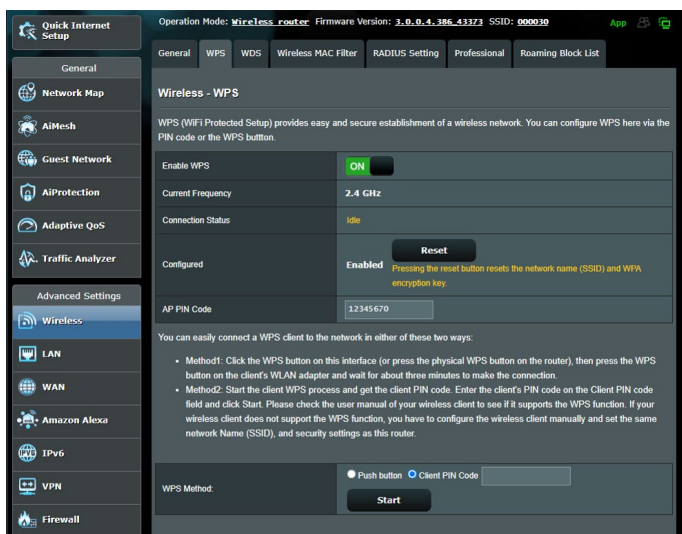 Quick Internet
Setup
Operation Mode: Wireless router Firmware Version: 3.0.0.4.386_43373 SSID: 000030 App
General WPS WDS Wireless MAC Filter RADIUS Setting Professional Roaming Block List
General
Network Map
AiMesh
Guest Network
AiProtection
Adaptive QoS
Traffic Analyzer
Advanced Settings
Wireless
LAN
WAN
Amazon Alexa
IPv6
VPN
Firewall
Wireless - WPS
WPS (WiFi Protected Setup) provides easy and secure establishment of a wireless network. You can configure WPS here via the
PIN code or the WPS buttton.
Enable WPS ON
Current Frequency 2.4 GHz
Connection Status Idle
Configured Enabled Reset
Pressing the reset button resets the network name (SSID) and WPA
encryption key.
AP PIN Code 12345670
You can easily connect a WPS client to the network in either of these two ways:
• Method1: Click the WPS button on this interface (or press the physical WPS button on the router), then press the WPS
button on the client's WLAN adapter and wait for about three minutes to make the connection.
• Method2: Start the client WPS process and get the client PIN code. Enter the client's PIN code on the Client PIN code
field and click Start. Please check the user manual of your wireless client to see if it supports the WPS function. If your
wireless client does not support the WPS function, you have to configure the wireless client manually and set the same
network Name (SSID), and security settings as this router.
WPS Method: Push button Client PIN Code
Start